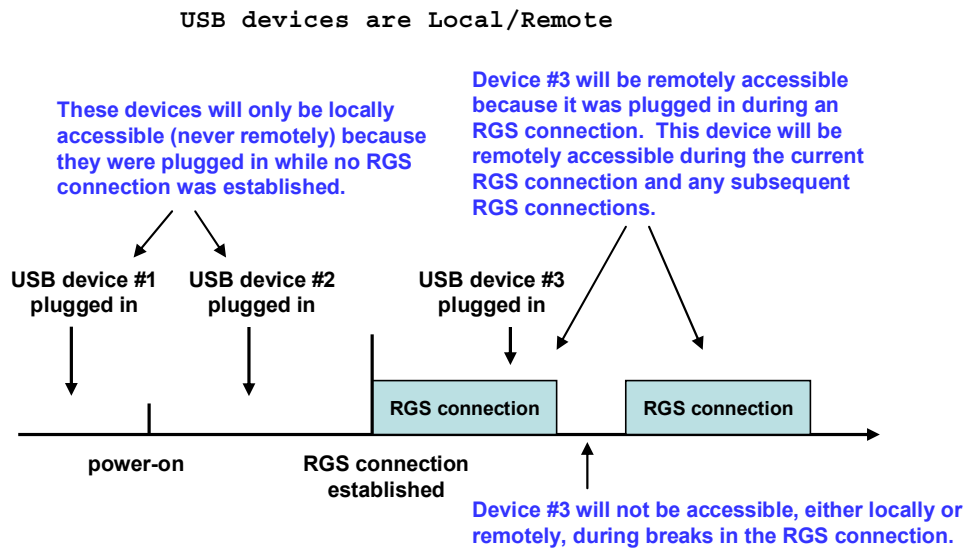 USB devices are Local/Remote
These devices will only be locally
accessible (never remotely) because
they were plugged in while no RGS
connection was established.
Device #3 will be remotely accessible
because it was plugged in during an
RGS connection.  This device will be
remotely accessible during the current
RGS connection and any subsequent
RGS connections.
USB device #1
plugged in
USB device #2
plugged in
USB device #3
plugged in
RGS connection
RGS connection
power-on
RGS connection
established
Device #3 will not be accessible, either locally or
remotely, during breaks in the RGS connection.